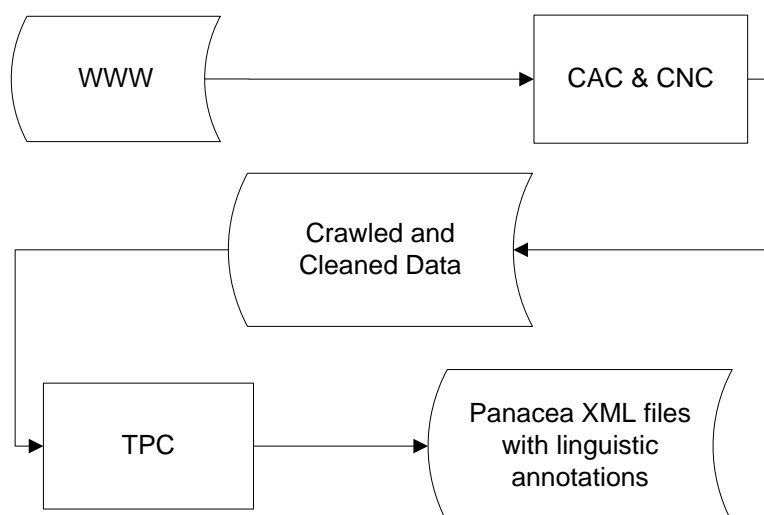 WWW
CAC & CNC
Crawled and
Cleaned Data
TPC
Panacea XML files
with linguistic
annotations